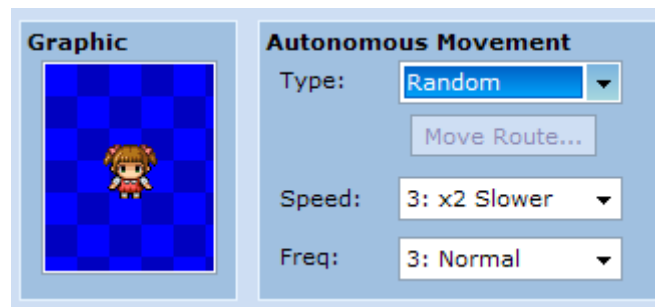 Graphic
Autonomous Movement
Type: Random
Move Route...
Speed: 3: x2 Slower
Freq: 3: Normal